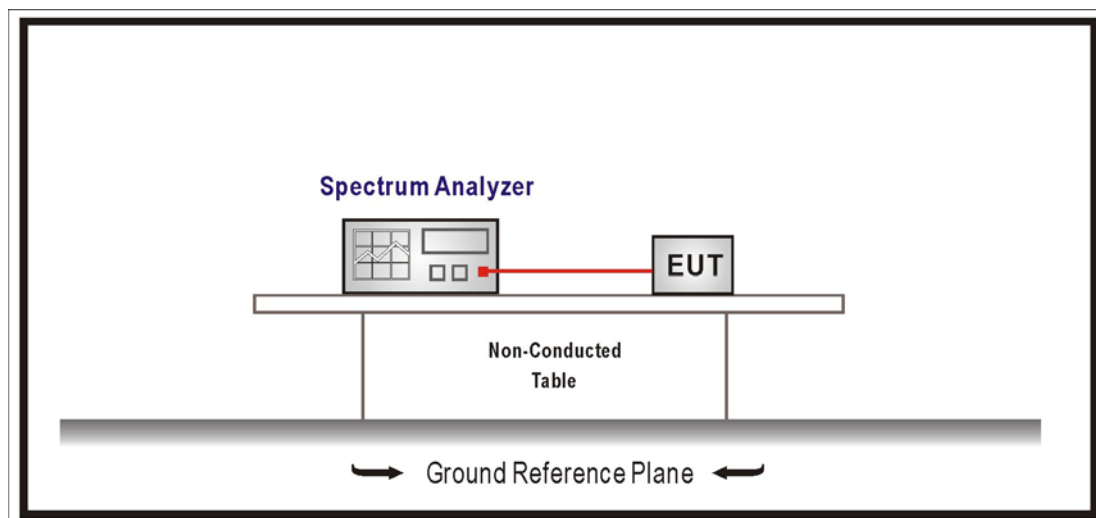 Spectrum Analyzer
EUT
Non-Conducted
Table
Ground Reference Plane